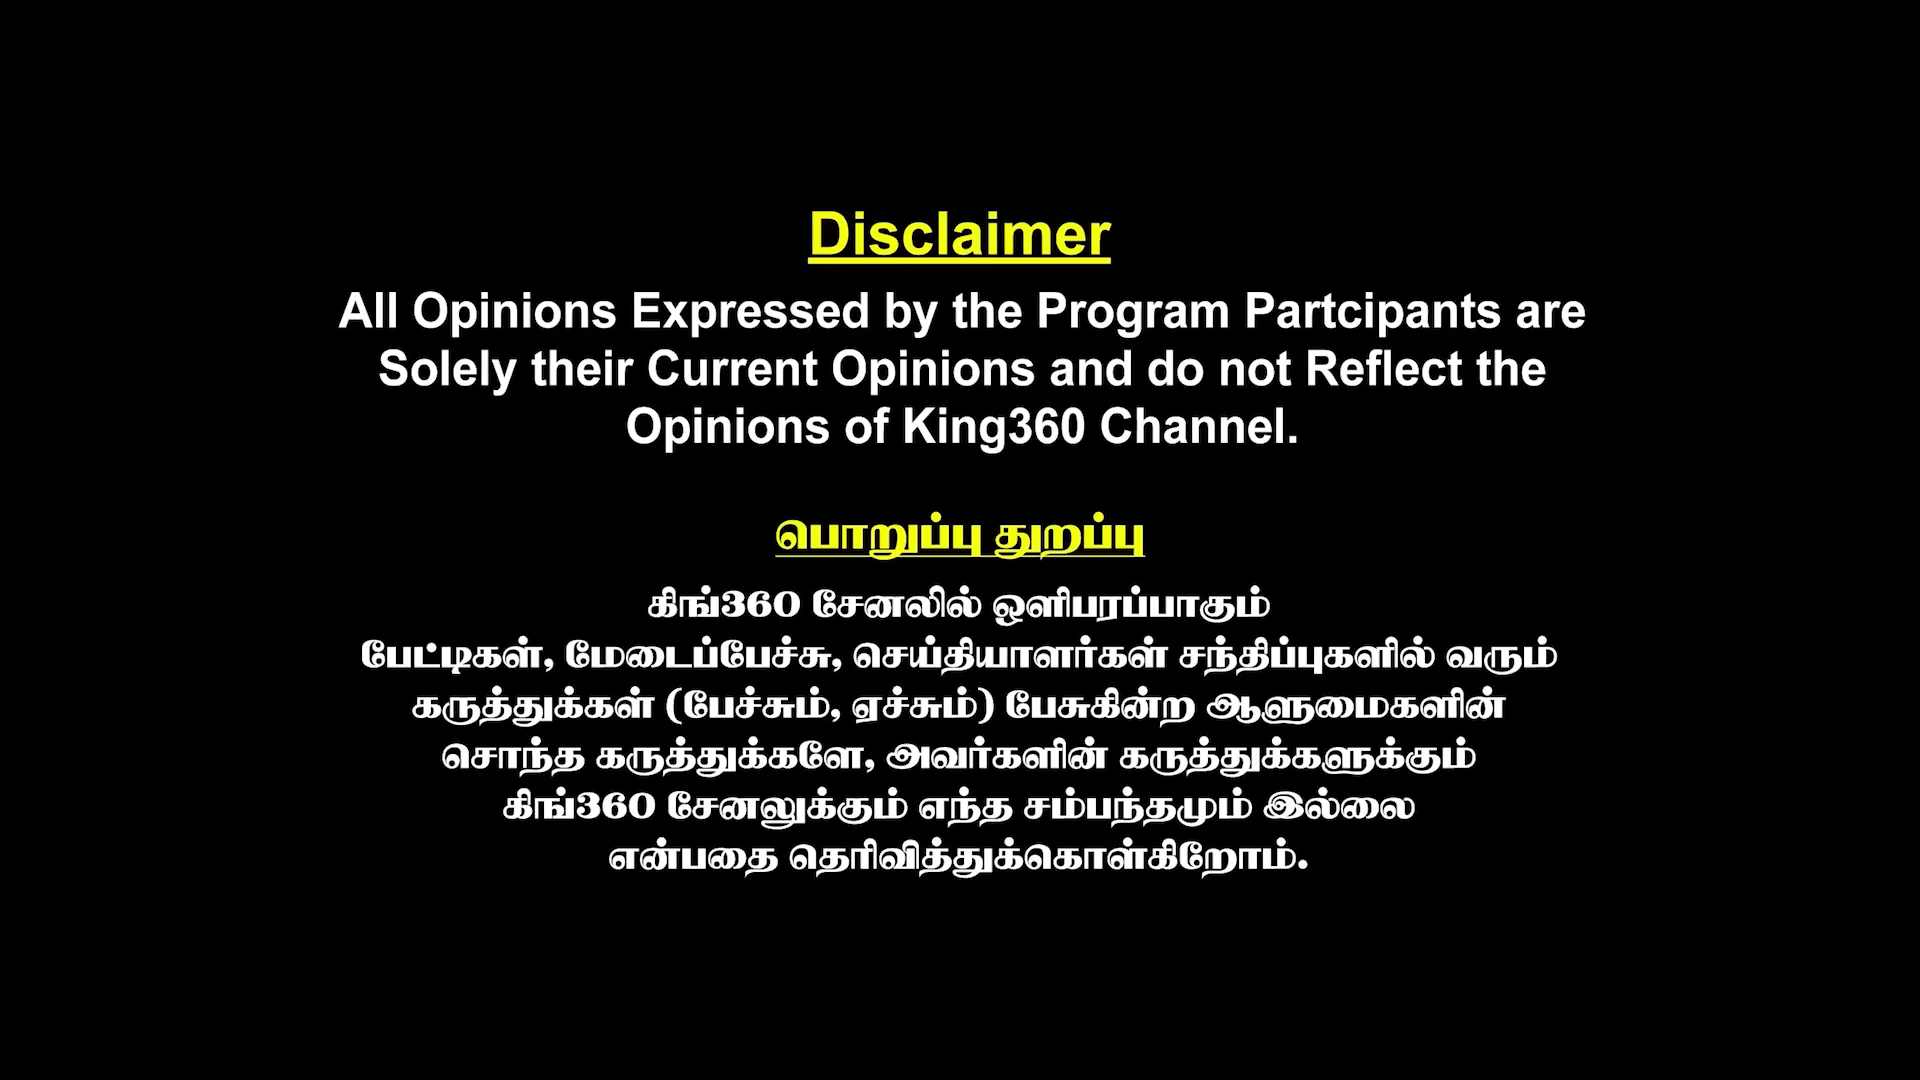 Disclaimer
All Opinions Expressed by the Program Partcipants are
Solely their Current Opinions and do not Reflect the
Opinions of King360 Channel.
பொறுப்பு துறப்பு
கிங்360 சேனலில் ஒளிபரப்பாகும்
பேட்டிகள், மேடைப்பேச்சு, செய்தியாளர்கள் சந்திப்புகளில் வரும்
கருத்துக்கள் (பேச்சும், ஏச்சும்) பேசுகின்ற ஆளுமைகளின்
சொந்த கருத்துக்களே, அவர்களின் கருத்துக்களுக்கும்
கிங்360 சேனலுக்கும் எந்த சம்பந்தமும் இல்லை
என்பதை தெரிவித்துக்கொள்கிறோம்.